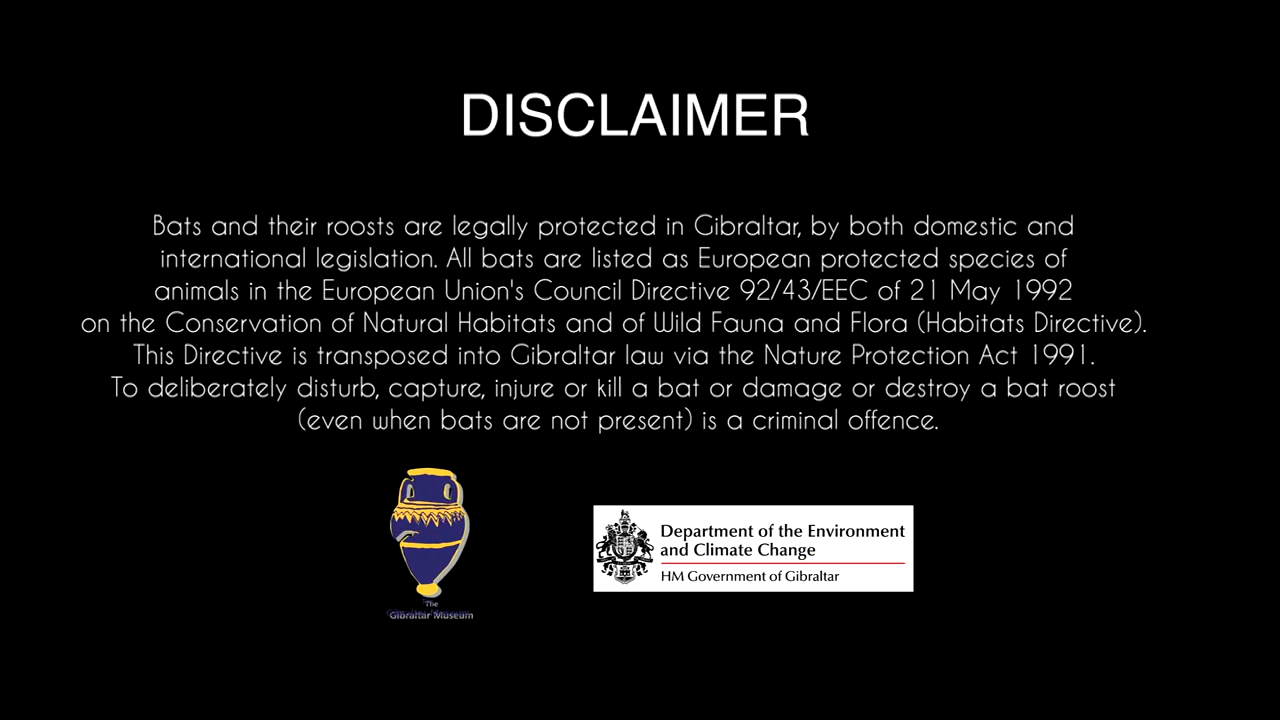 DISCLAIMER
Bats and their roosts are legally protected in Gibraltar, by both domestic and
international legislation. All bats are listed as European protected species of
animals in the European Union's Council Directive 92/43/EEC of 21 May 1992
on the Conservation of Natural Habitats and of Wild Fauna and Flora (Habitats Directive).
This Directive is transposed into Gibraltar law via the Nature Protection Act 1991.
To deliberately disturb, capture, injure or kill a bat or damage or destroy a bat roost
(even when bats are not present) is a criminal offence.
The
Gibraltar Museum
Department of the Environment
and Climate Change
HM Government of Gibraltar